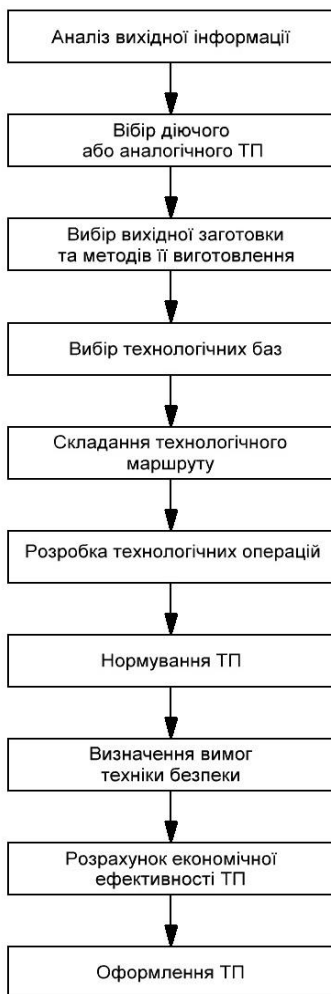 Аналіз вихідної інформації
Вібір діючого
або аналогічного ТП
Вибір вихідної заготовки
та методів її виготовлення
Вибір технологічних баз
Складання технологічного
маршруту
Розробка технологічних операцій
Нормування ТП
Визначення вимог
техніки безпеки
Розрахунок економічної
ефективності ТП
Оформлення ТП